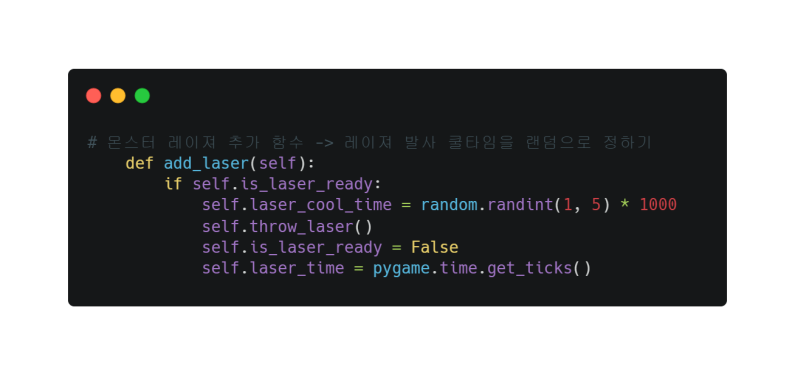 # 몬스터 레이저 추가 함수 -> 레이저 발사 쿨타임을 랜덤으로 정하기
    def add_laser(self):
        if self.is_laser_ready:
            self.laser_cool_time = random.randint(1, 5) * 1000
            self.throw_laser()
            self.is_laser_ready = False
            self.laser_time = pygame.time.get_ticks()